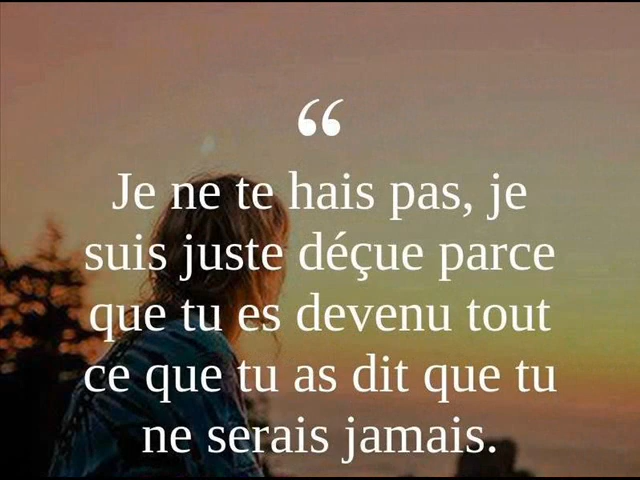 “
Je ne te hais pas, je
suis juste déçue parce
que tu es devenu tout
ce que tu as dit que tu
ne serais jamais.